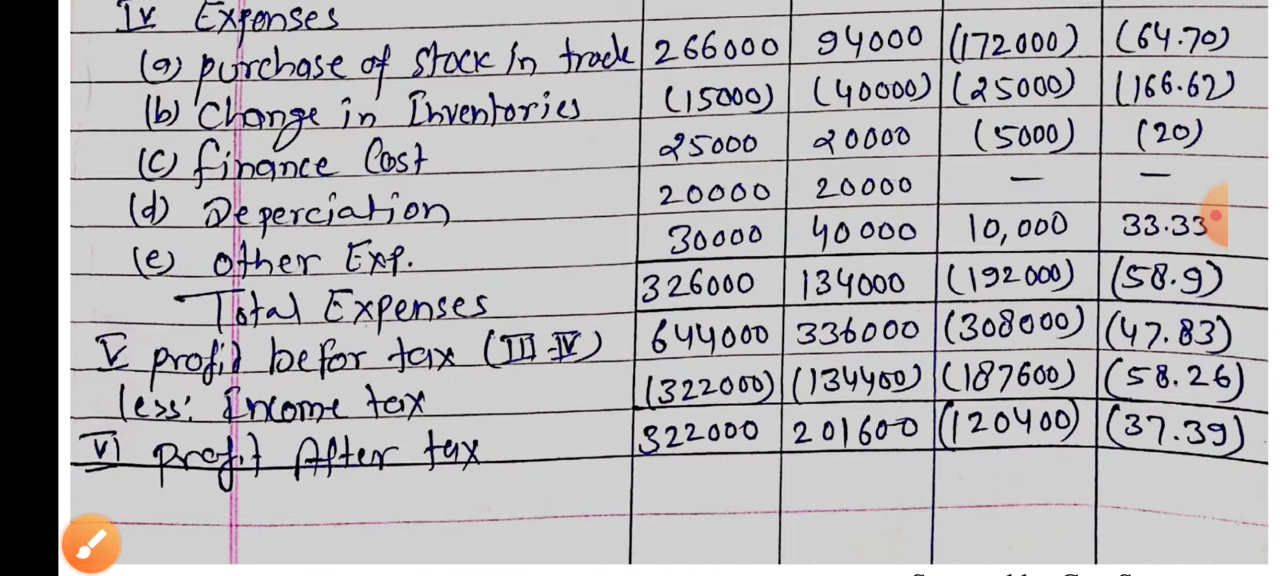 IV Expenses
(a) purchase of stock in trade 266000 94000 (172000) (64.70)
(b) Change in Inventories (15000) (40000) (25000) (166.62)
(c) finance Cost 25000 20000 (5000) (20)
(d) Deperciation 20000 20000 — —
(e) other Exp. 30000 40000 10,000 33.33
Total Expenses 326000 134000 (192000) (58.9)
V profit befor tax (III-IV) 644000 336000 (308000) (47.83)
less: Income tax (322000) (134400) (187600) (58.26)
VI Profit After tax 322000 201600 (120400) (37.39)